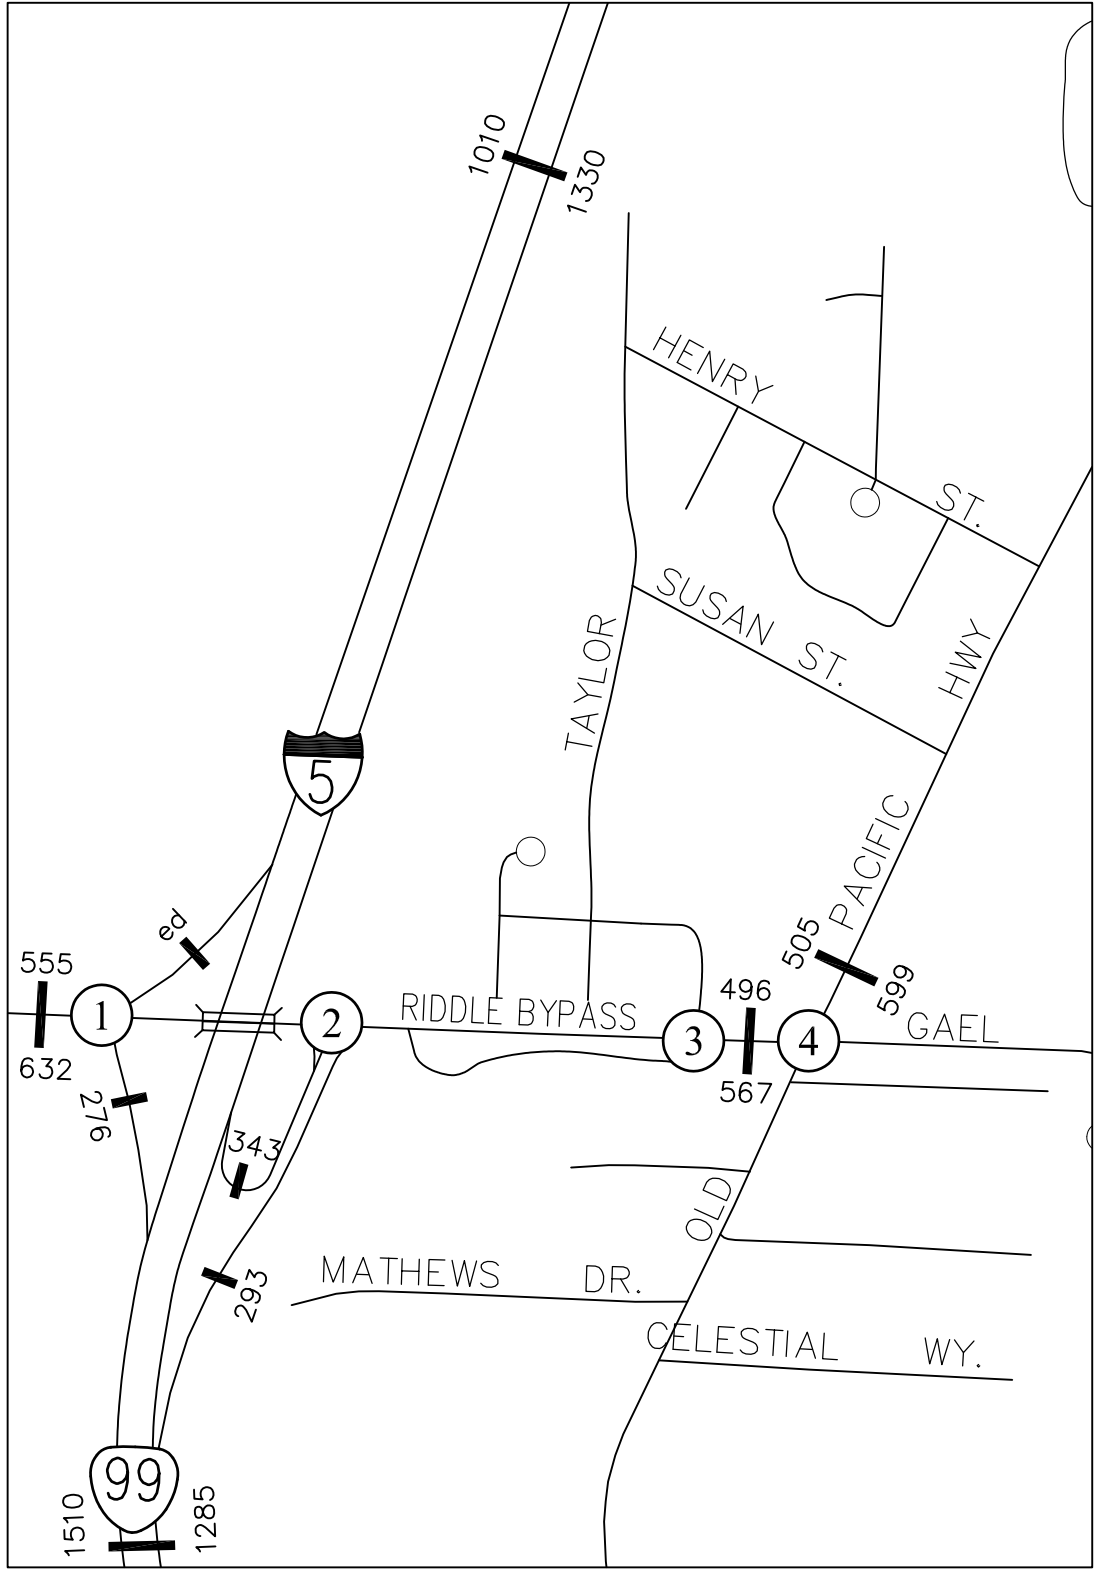 1010
1330
HENRY
ST.
SUSAN ST.
TAYLOR
HWY
5
PACIFIC
ed
505
599
555
1
632
276
2
RIDDLE BYPASS
496
3
567
4
GAEL
343
OLD
293
MATHEWS DR.
CELESTIAL WY.
99
1510
1285